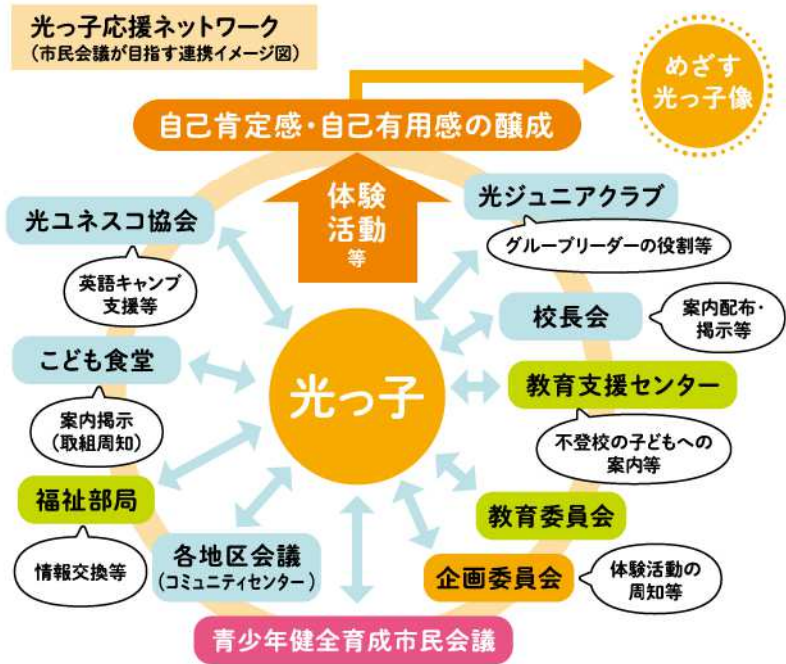 光っ子応援ネットワーク
(市民会議が目指す連携イメージ図)
めざす
光っ子像
自己肯定感・自己有用感の醸成
体験
活動
等
光ユネスコ協会
英語キャンプ
支援等
光ジュニアクラブ
グループリーダーの役割等
校長会
案内配布・
掲示等
こども食堂
案内掲示
(取組周知)
光っ子
教育支援センター
不登校の子どもへの
案内等
福祉部局
情報交換等
教育委員会
各地区会議
(コミュニティセンター)
企画委員会
体験活動の
周知等
青少年健全育成市民会議